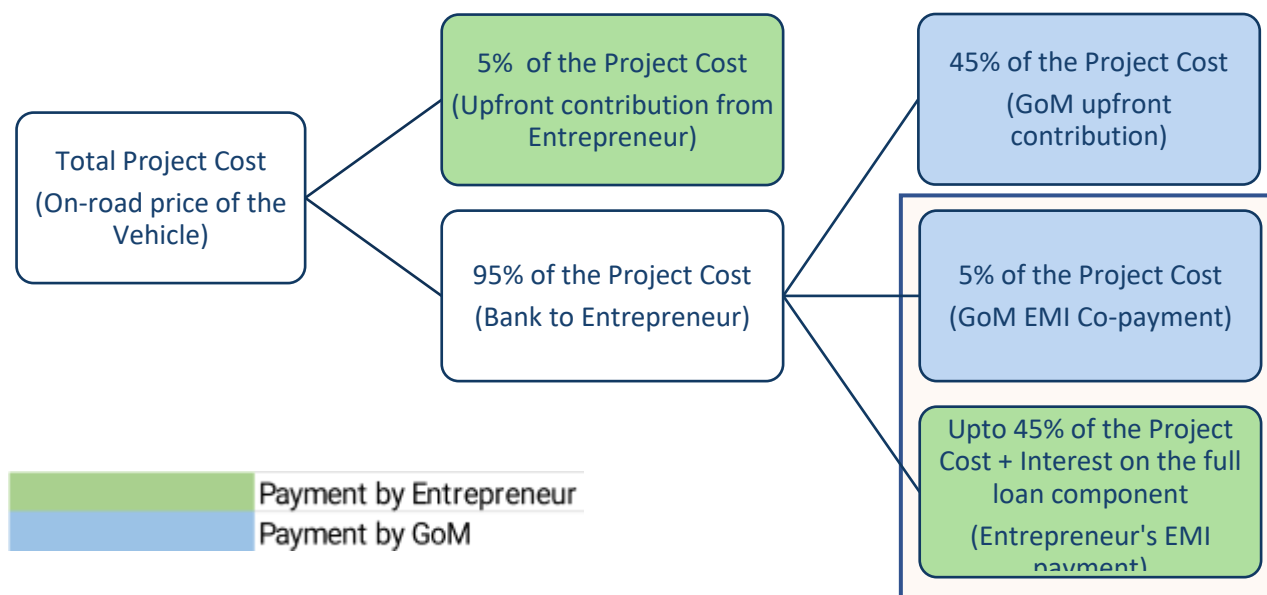 5% of the Project Cost
(Upfront contribution from
Entrepreneur)
45% of the Project Cost
(GoM upfront
contribution)
Total Project Cost
(On-road price of the
Vehicle)
95% of the Project Cost
(Bank to Entrepreneur)
5% of the Project Cost
(GoM EMI Co-payment)
Upto 45% of the Project
Cost + Interest on the full
loan component
(Entrepreneur's EMI
payment)
Payment by Entrepreneur
Payment by GoM